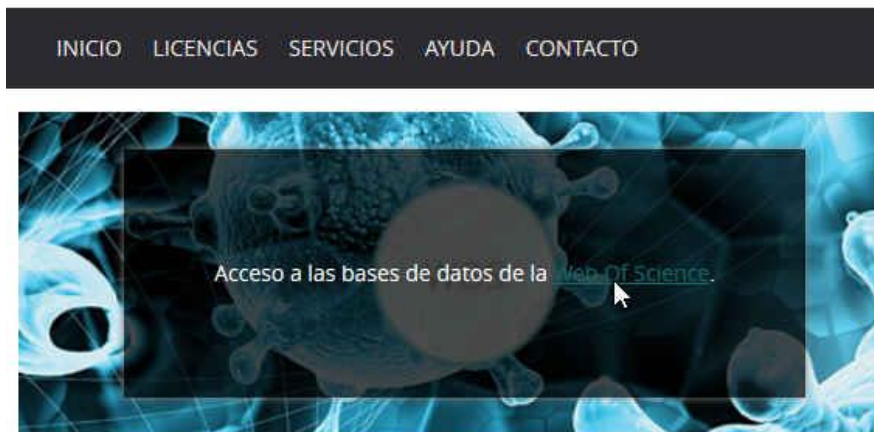 INICIO LICENCIAS SERVICIOS AYUDA CONTACTO
Acceso a las bases de datos de la Web Of Science.